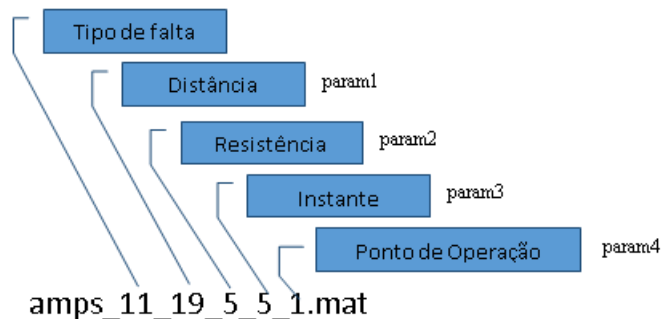 Tipo de falta
Distância param1
Resistência param2
Instante param3
Ponto de Operação param4
amps_11_19_5_5_1.mat